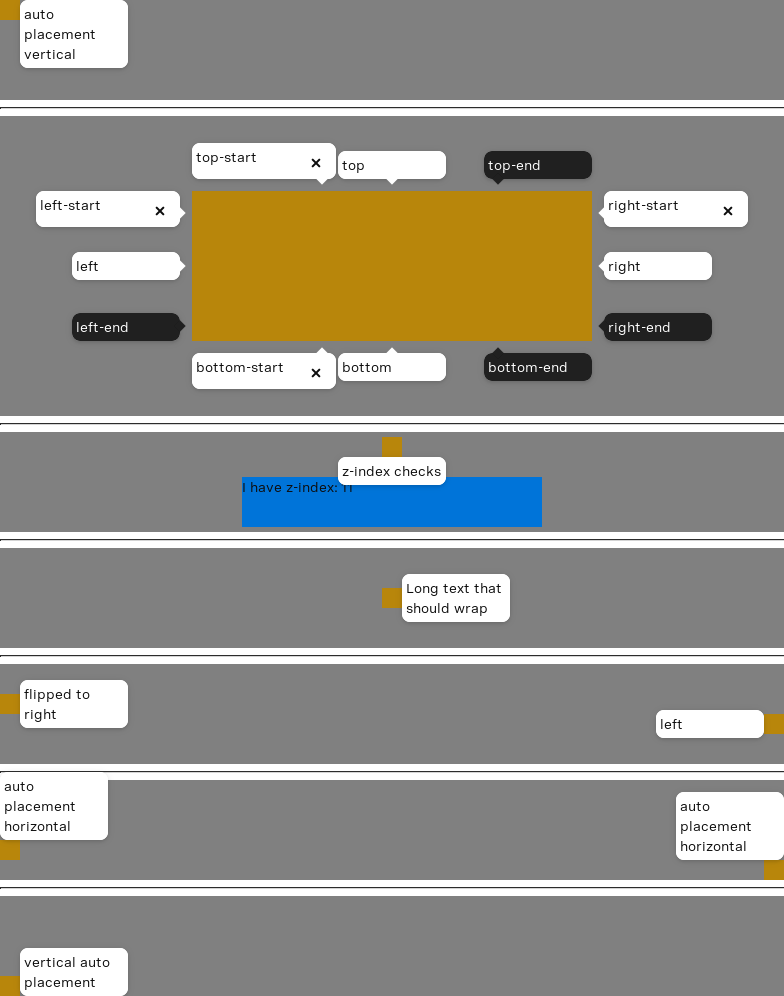 auto
placement
vertical
top-start ×
top
top-end
left-start ×
right-start ×
left
right
left-end
right-end
bottom-start ×
bottom
bottom-end
z-index checks
I have z-index: 11
Long text that
should wrap
flipped to
right
left
auto
placement
horizontal
auto
placement
horizontal
vertical auto
placement